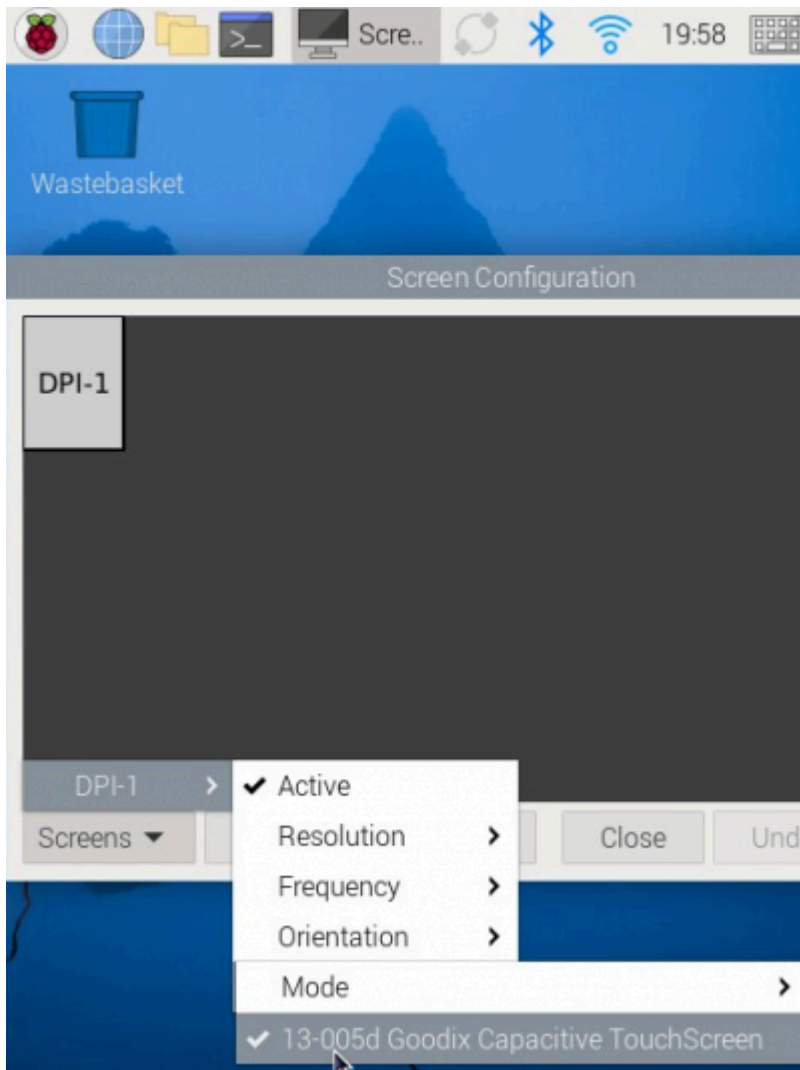 >_ Scre.. 19:58
Wastebasket
Screen Configuration
DPI-1
DPI-1 Active
Screens Resolution Close Und
Frequency
Orientation
Mode
13-005d Goodix Capacitive TouchScreen